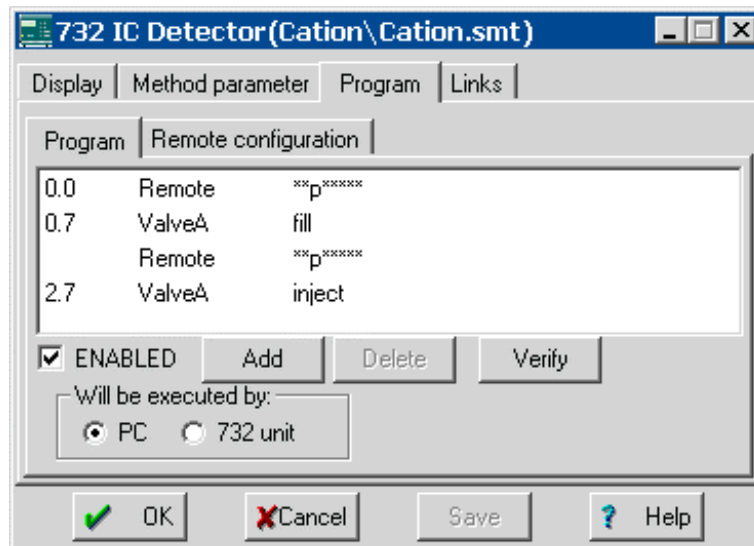 732 IC Detector(Cation\Cation.smt)
Display Method parameter Program Links
Program Remote configuration
0.0 Remote **p*****
0.7 ValveA fill
Remote **p*****
2.7 ValveA inject
ENABLED Add Delete Verify
Will be executed by:
PC 732 unit
OK Cancel Save ? Help